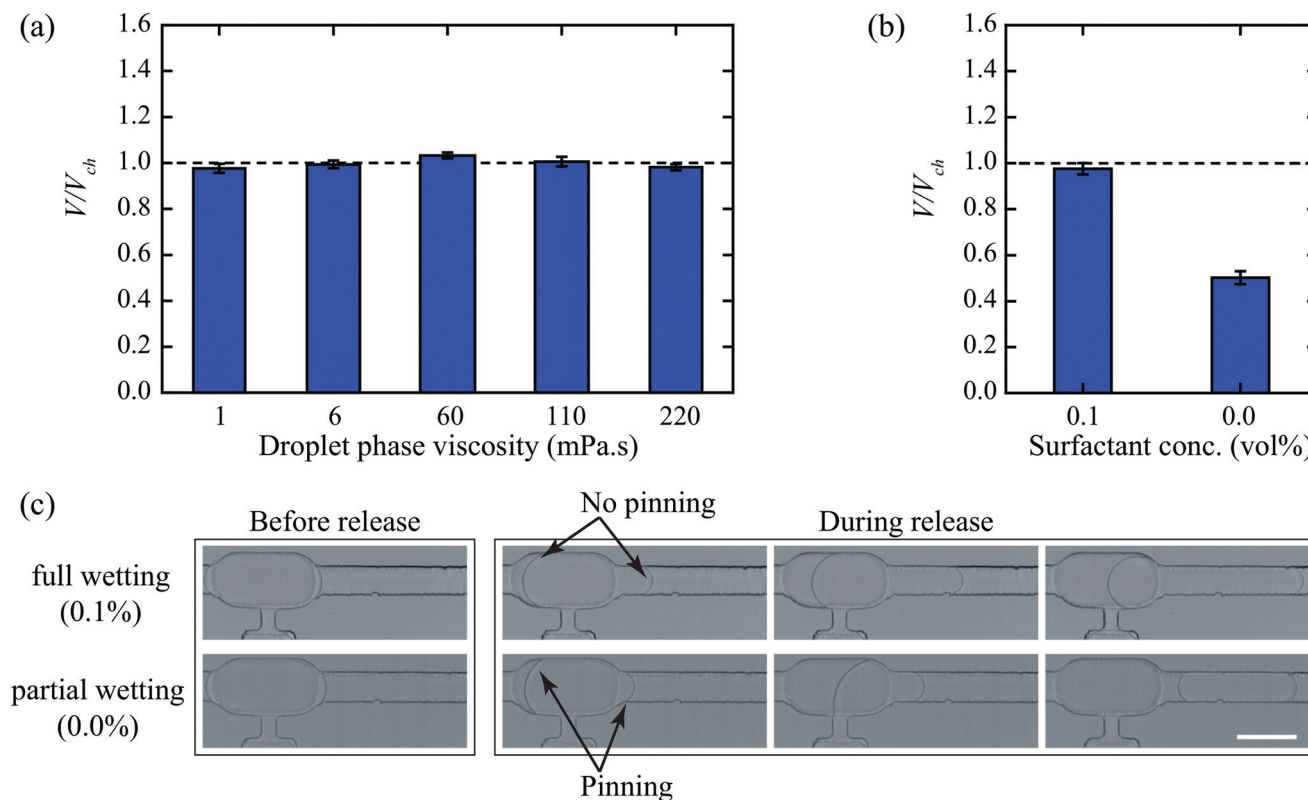 (a)
1.6
1.4
1.2
1.0
0.8
0.6
0.4
0.2
0.0
V/V_ch
1 6 60 110 220
Droplet phase viscosity (mPa.s)
(b)
1.6
1.4
1.2
1.0
0.8
0.6
0.4
0.2
0.0
V/V_ch
0.1 0.0
Surfactant conc. (vol%)
(c)
No pinning
Before release
During release
full wetting
(0.1%)
partial wetting
(0.0%)
Pinning